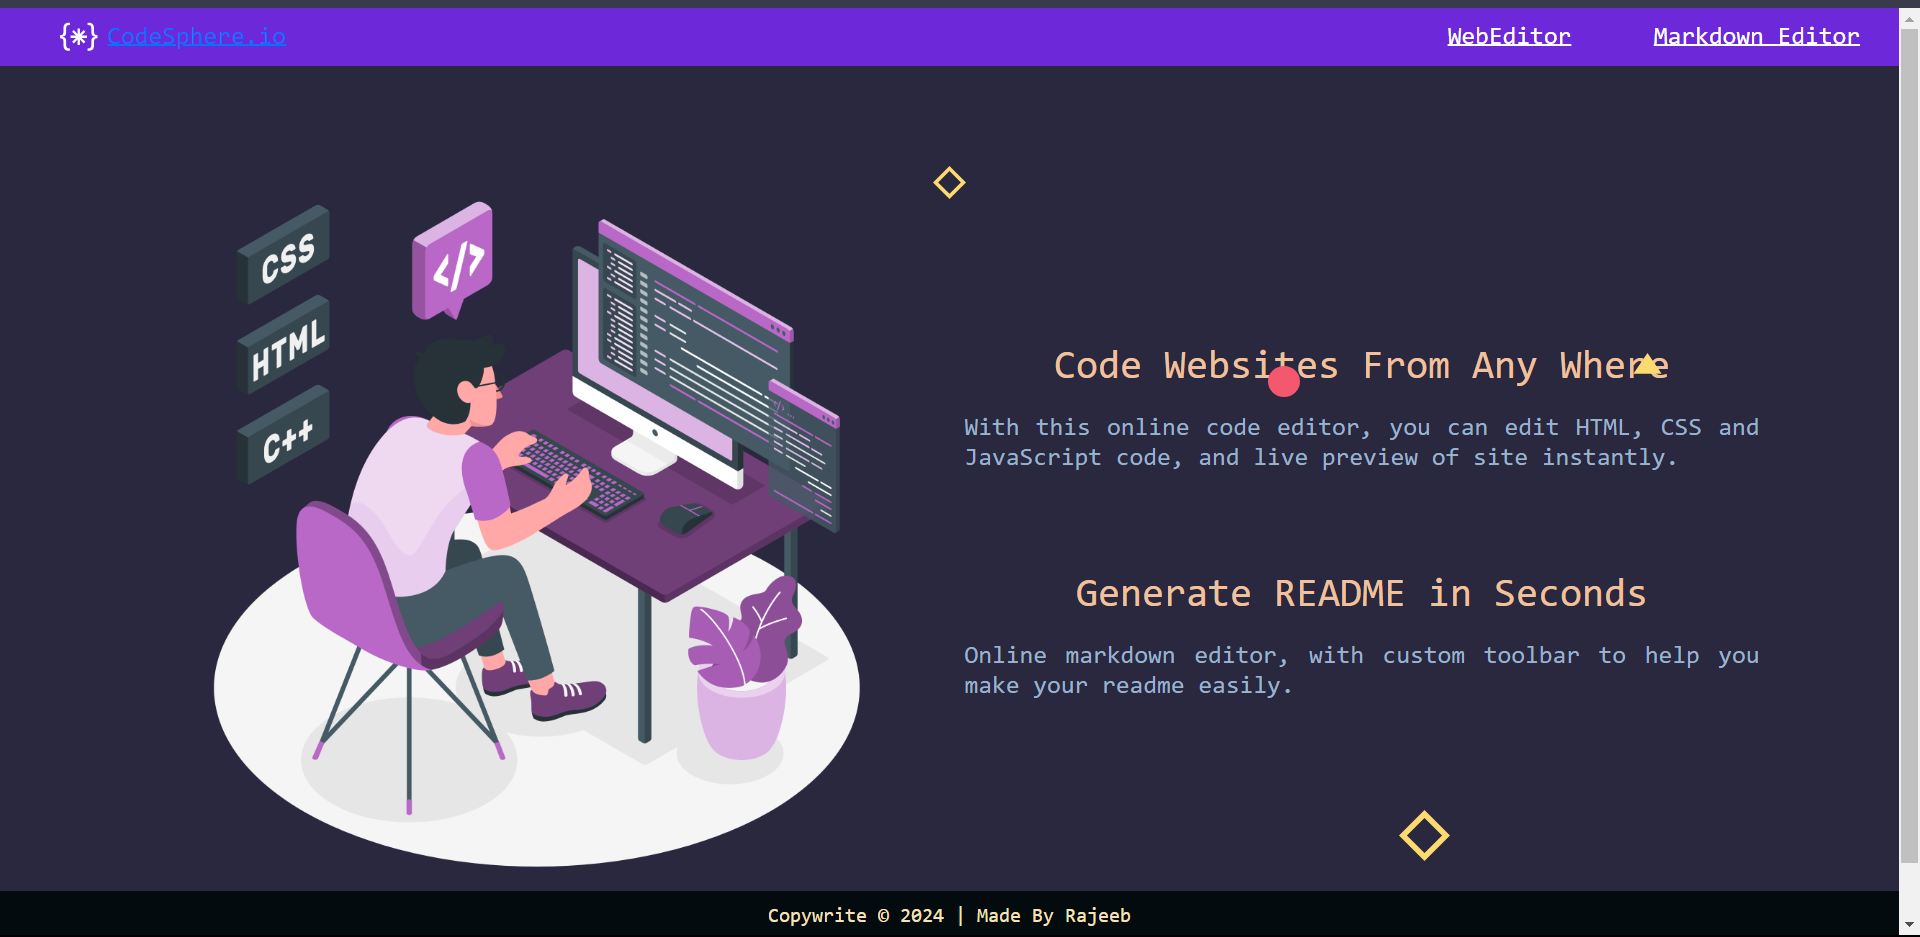 {*} CodeSphere.io
WebEditor
Markdown Editor
CSS
</>
HTML
C++
Code Websites From Any Where
With this online code editor, you can edit HTML, CSS and
JavaScript code, and live preview of site instantly.
Generate README in Seconds
Online markdown editor, with custom toolbar to help you
make your readme easily.
Copywrite © 2024 | Made By Rajeeb